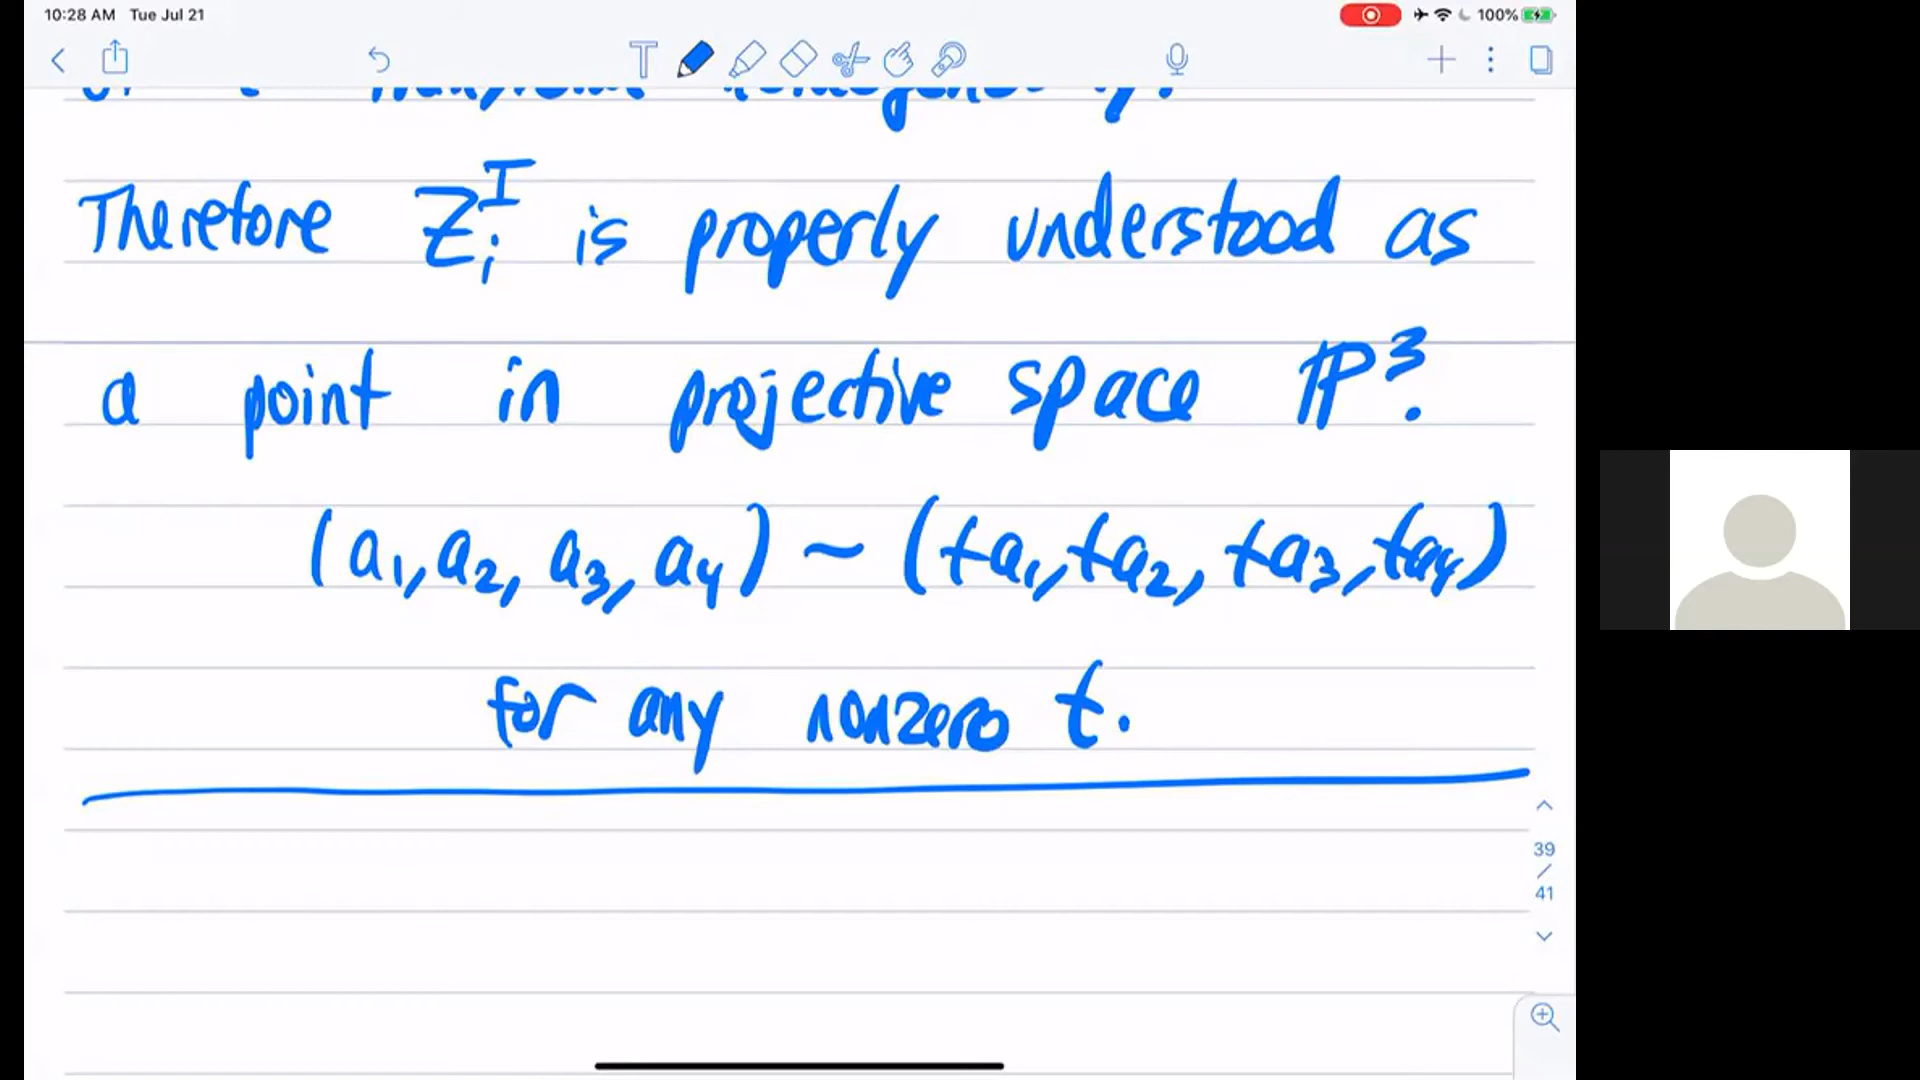 10:28 AM Tue Jul 21
100%
T
Therefore Z_i^I is properly understood as
a point in projective space ℙ³.
(a₁, a₂, a₃, a₄) ~ (ta₁, ta₂, ta₃, ta₄)
for any nonzero t.
39
/
41